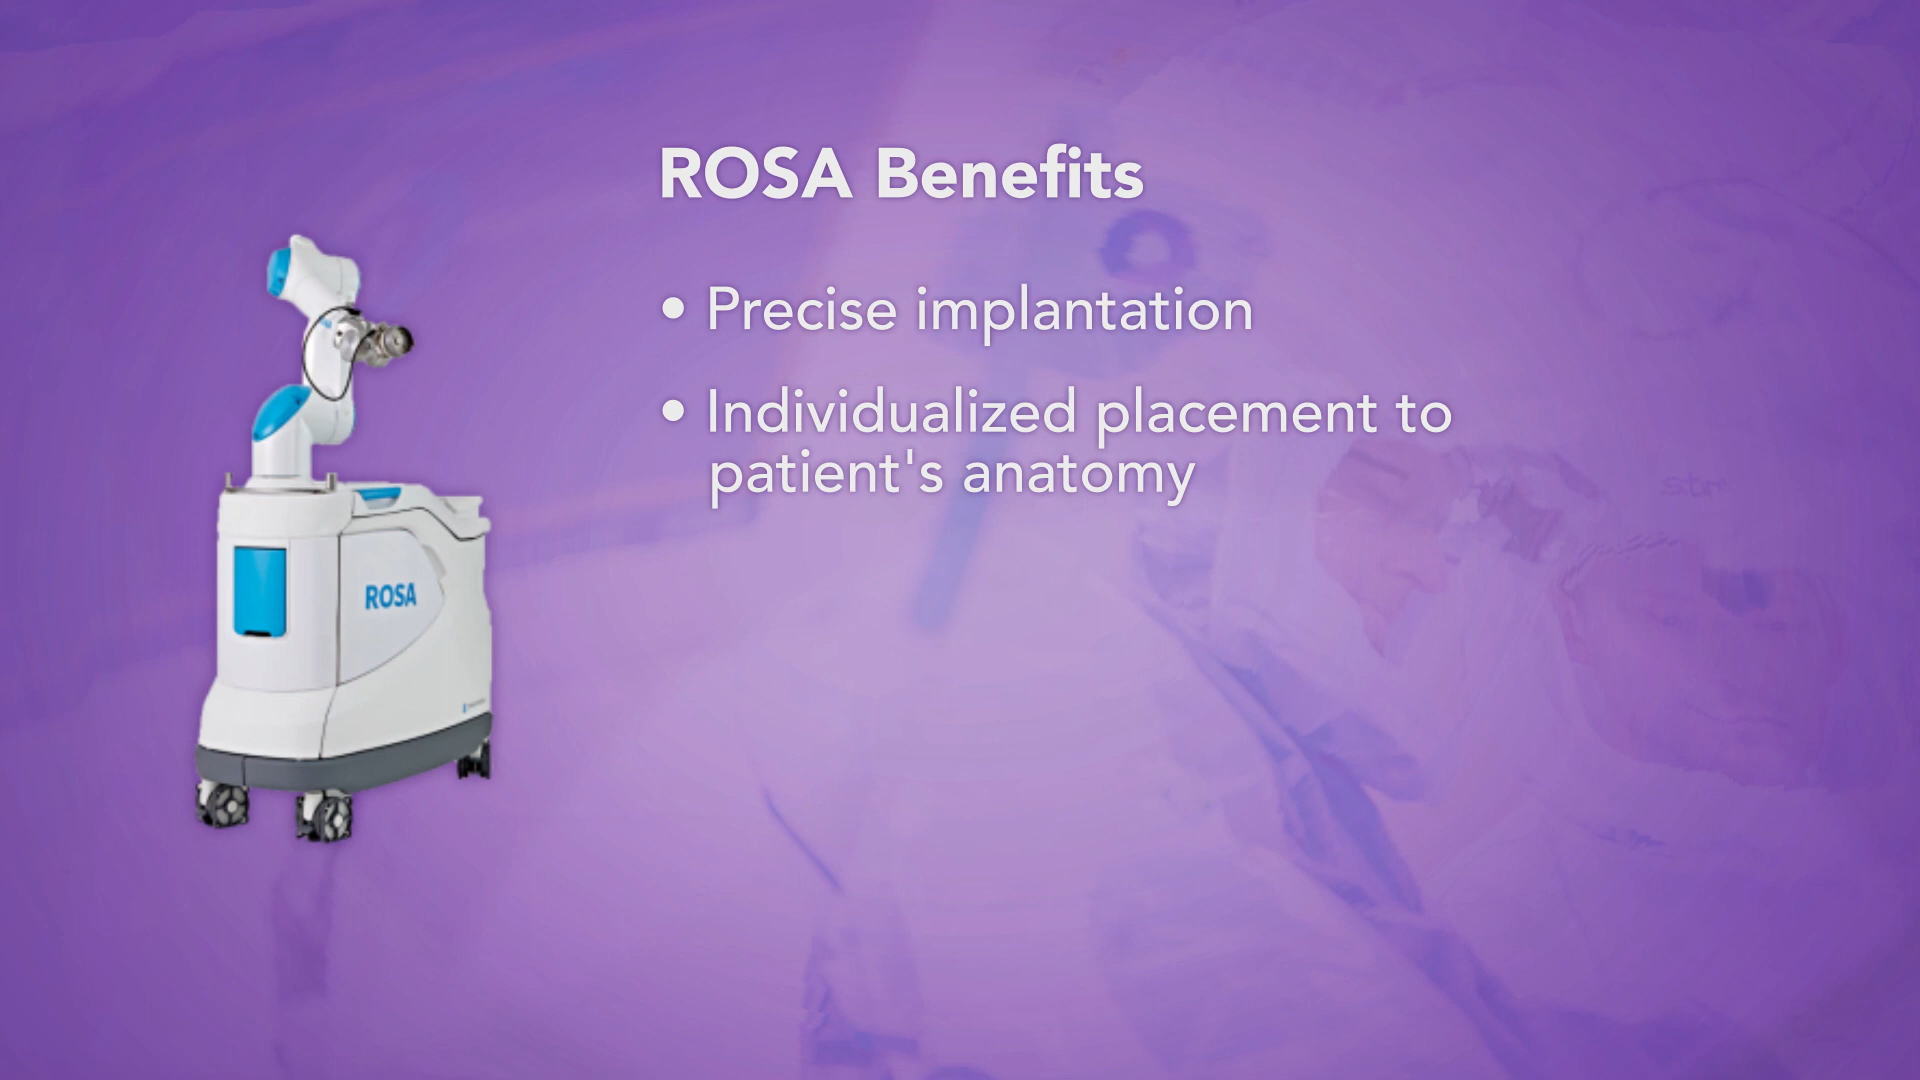 ROSA Benefits
• Precise implantation
• Individualized placement to
patient's anatomy
ROSA